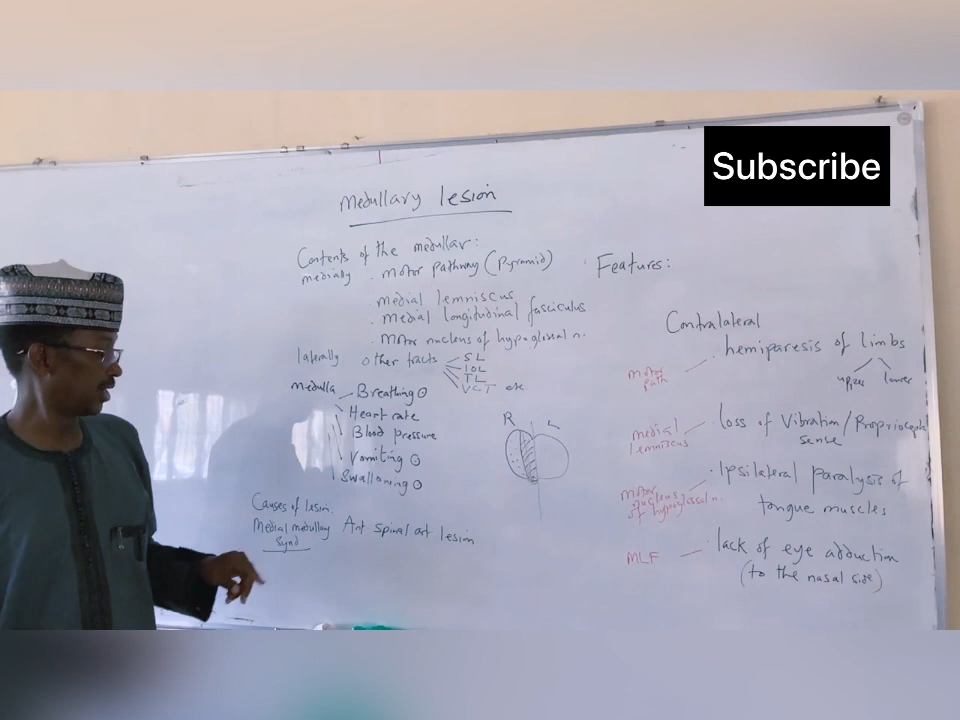 Subscribe
Medullary lesion
Contents of the medullar:
medially . motor pathway (Pyramid)
medial lemniscus
. medial longitudinal fasciculus
. motor nucleus of hypoglossal n.
laterally other tracts SL
IOL
TL
VCT etc
medulla Breathing
Heart rate
Blood pressure
Vomiting
Swallowing
R L
Causes of lesion.
Medial medullary Ant spinal art lesion
Synd
Features:
Contralateral
. hemiparesis of limbs
motor path
upper lower
. loss of Vibration/Proprioceptn
sense
medial
lemniscus
. Ipsilateral paralysis of
tongue muscles
motor
nucleus
of hypoglossal n.
MLF . lack of eye adduction
(to the nasal side)